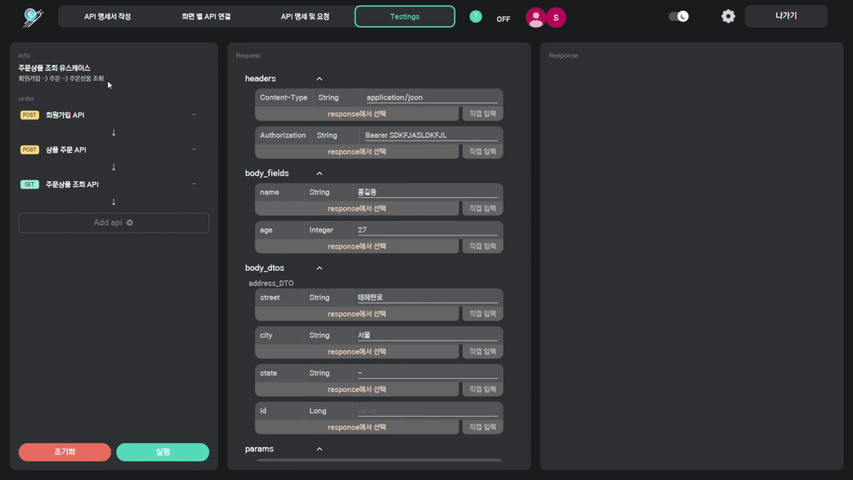 API 명세서 작성
화면 별 API 연결
API 명세 및 요청
Testings
?
OFF
S
나가기
info
주문상품 조회 유스케이스
회원가입 -> 주문 -> 주문상품 조회
order
POST 회원가입 API -
↓
POST 상품 주문 API -
↓
GET 주문상품 조회 API -
↓
Add api
초기화
실행
Request
headers
Content-Type String application/json
response에서 선택 직접 입력
Authorization String Bearer SDKFJASLDKFJL
response에서 선택 직접 입력
body_fields
name String 홍길동
response에서 선택 직접 입력
age Integer 27
response에서 선택 직접 입력
body_dtos
address_DTO
street String 테헤란로
response에서 선택 직접 입력
city String 서울
response에서 선택 직접 입력
state String -
response에서 선택 직접 입력
id Long value
response에서 선택 직접 입력
params
Response